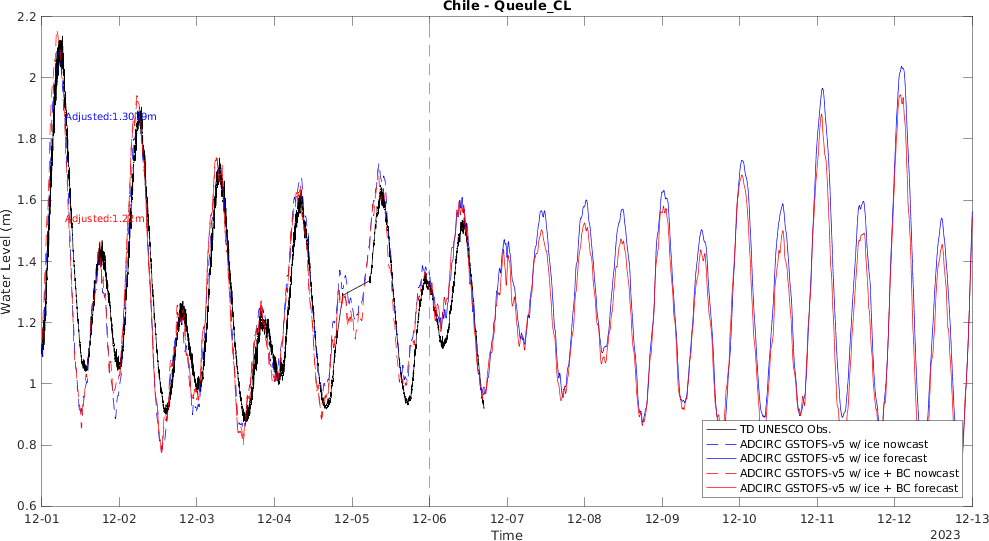 Chile - Queule_CL
2.2
2
1.8
1.6
1.4
1.2
1
0.8
0.6
Water Level (m)
Adjusted:1.22m
TD UNESCO Obs.
ADCIRC GSTOFS-v5 w/ ice nowcast
ADCIRC GSTOFS-v5 w/ ice forecast
ADCIRC GSTOFS-v5 w/ ice + BC nowcast
ADCIRC GSTOFS-v5 w/ ice + BC forecast
12-01 12-02 12-03 12-04 12-05 12-06 12-07 12-08 12-09 12-10 12-11 12-12 12-13
Time
2023